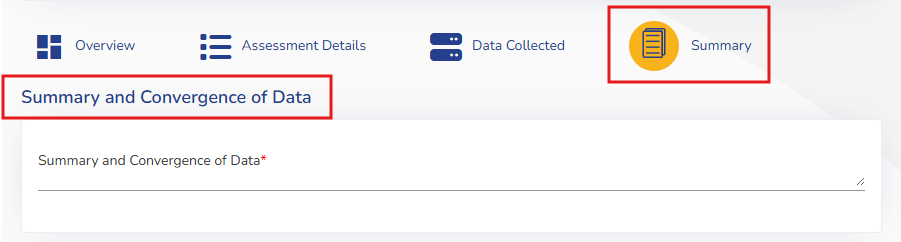 Overview
Assessment Details
Data Collected
Summary
Summary and Convergence of Data
Summary and Convergence of Data*